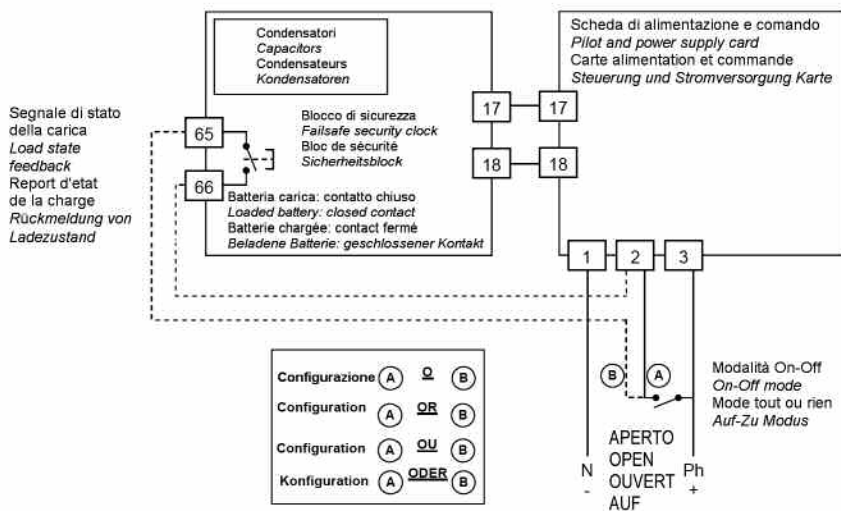 Condensatori
Capacitors
Condensateurs
Kondensatoren
Scheda di alimentazione e comando
Pilot and power supply card
Carte alimentation et commande
Steuerung und Stromversorgung Karte
Segnale di stato
della carica
Load state
feedback
Report d'etat
de la charge
Rückmeldung von
Ladezustand
65
66
Blocco di sicurezza
Failsafe security clock
Bloc de sécurité
Sicherheitsblock
17
17
18
18
Batteria carica: contatto chiuso
Loaded battery: closed contact
Batterie chargée: contact fermé
Beladene Batterie: geschlossener Kontakt
1
2
3
Configurazione A O B
Configuration A OR B
Configuration A OU B
Konfiguration A ODER B
B
A
Modalità On-Off
On-Off mode
Mode tout ou rien
Auf-Zu Modus
APERTO
OPEN
OUVERT
AUF
N
-
Ph
+